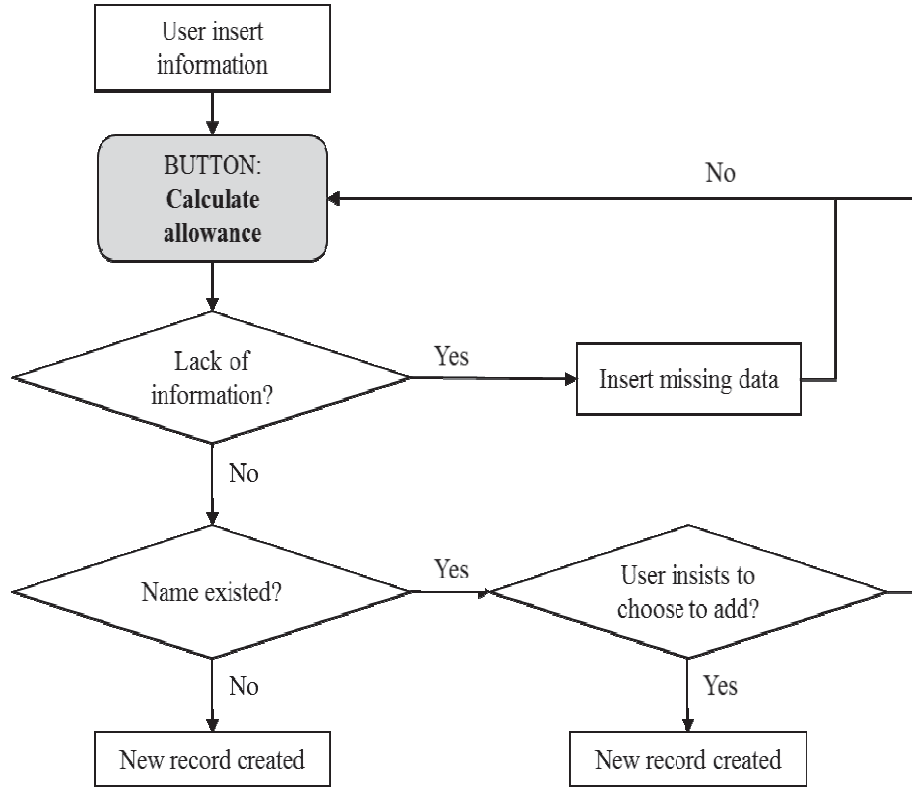 User insert
information
BUTTON:
Calculate
allowance
No
Lack of
information?
Yes
Insert missing data
No
Name existed?
Yes
User insists to
choose to add?
No
Yes
New record created
New record created